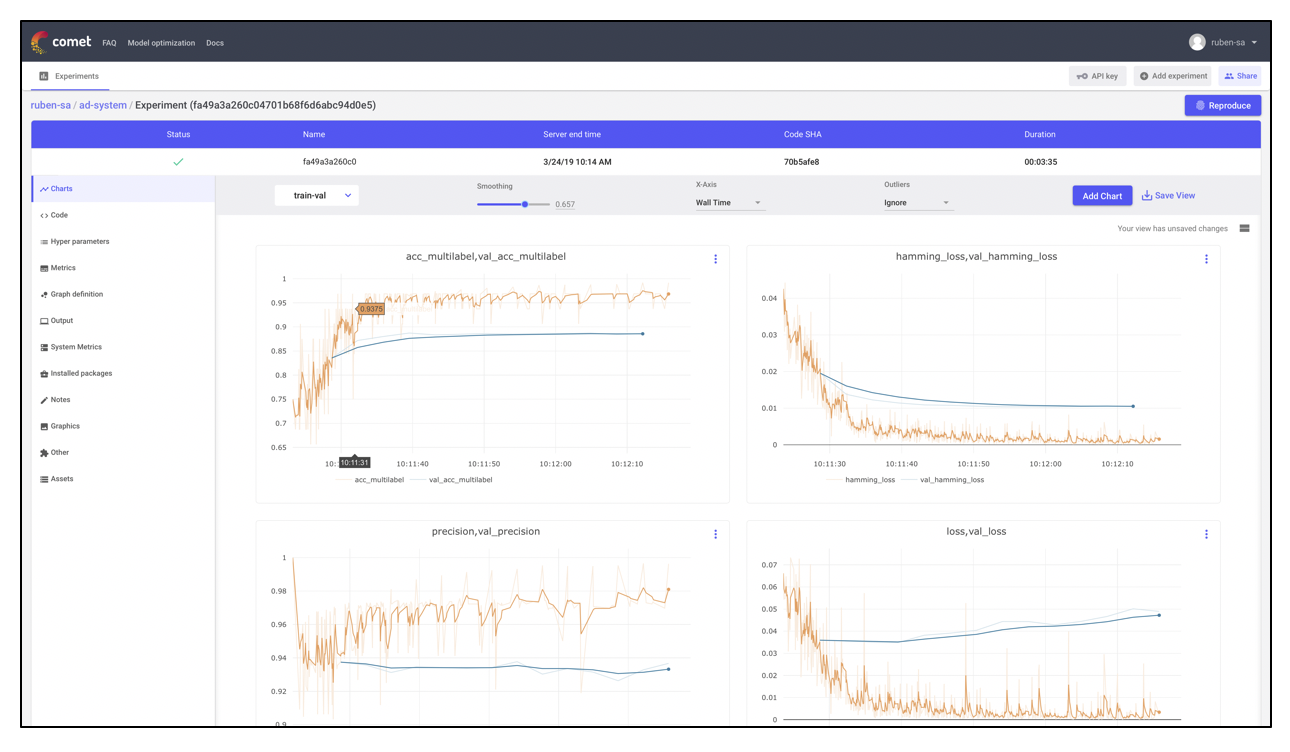 comet FAQ Model optimization Docs ruben-sa
Experiments API key Add experiment Share
ruben-sa / ad-system / Experiment (fa49a3a260c04701b68f6d6abc94d0e5) Reproduce
Status Name Server end time Code SHA Duration
fa49a3a260c0 3/24/19 10:14 AM 70b5afe8 00:03:35
Charts
Code
Hyper parameters
Metrics
Graph definition
Output
System Metrics
Installed packages
Notes
Graphics
Other
Assets
train-val Smoothing 0.657 X-Axis Wall Time Outliers Ignore Add Chart Save View
Your view has unsaved changes
acc_multilabel,val_acc_multilabel
1
0.95
0.9
0.85
0.8
0.75
0.7
0.65
0.9375
10: 10:11:31 10:11:40 10:11:50 10:12:00 10:12:10
acc_multilabel val_acc_multilabel
hamming_loss,val_hamming_loss
0.04
0.03
0.02
0.01
0
10:11:30 10:11:40 10:11:50 10:12:00 10:12:10
hamming_loss val_hamming_loss
precision,val_precision
1
0.98
0.96
0.94
0.92
0.9
loss,val_loss
0.07
0.06
0.05
0.04
0.03
0.02
0.01
0